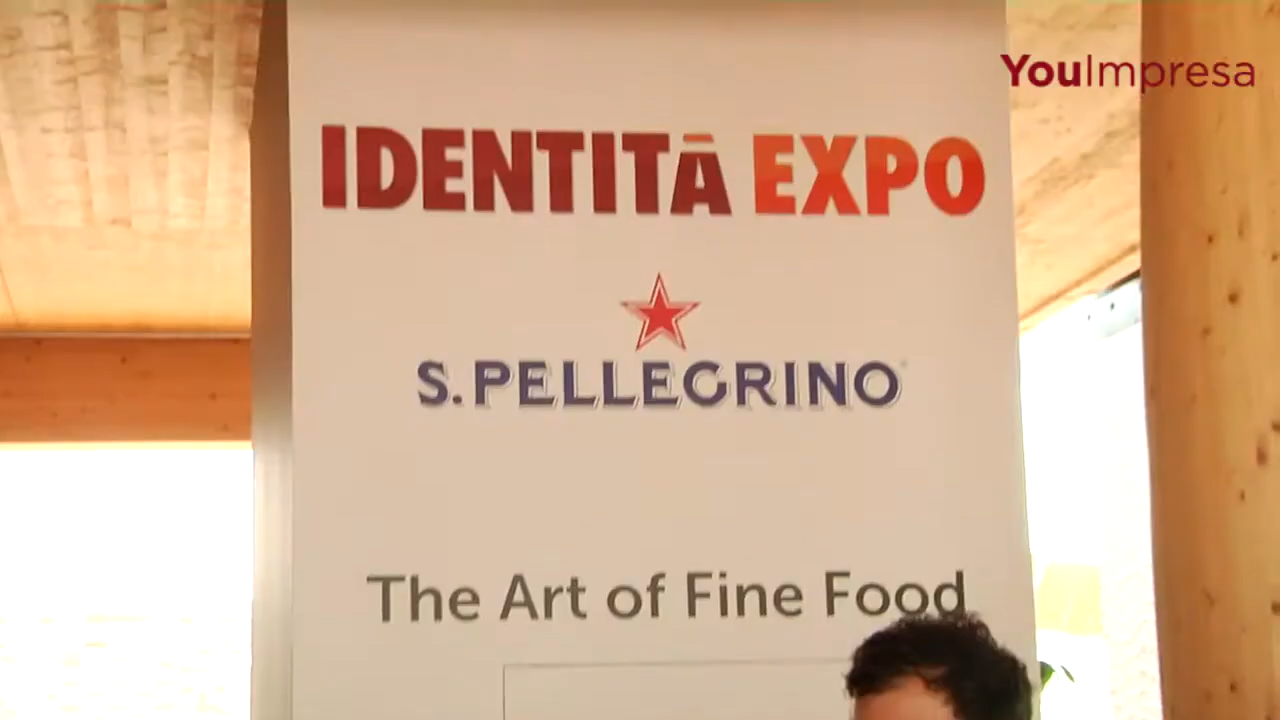 YouImpresa
IDENTITÀ EXPO
S.PELLEGRINO
The Art of Fine Food